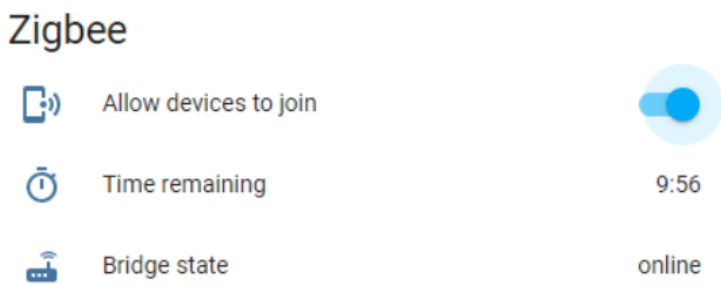 Zigbee
Allow devices to join
Time remaining 9:56
Bridge state online